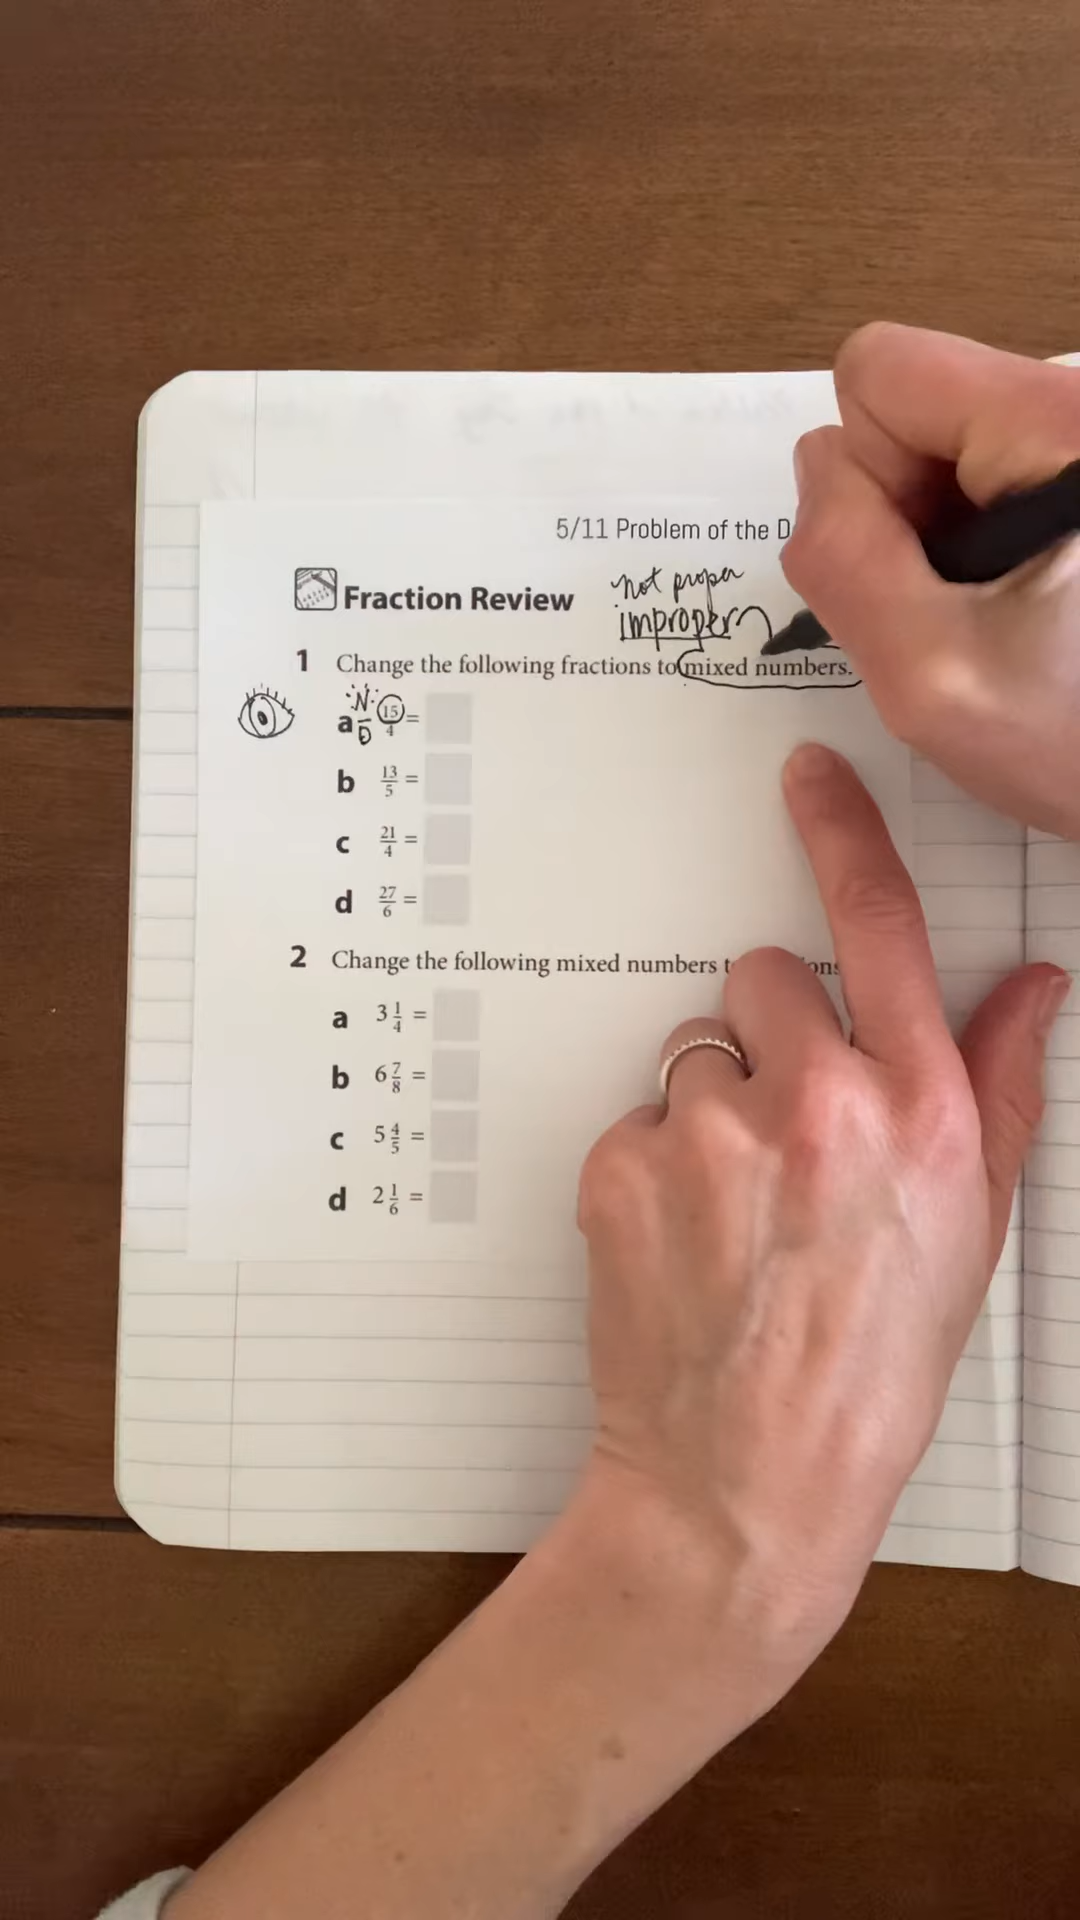 5/11 Problem of the D
not proper
Fraction Review
improper
1 Change the following fractions to mixed numbers.
N
D
a 15/4 =
b 13/5 =
c 21/4 =
d 27/6 =
2 Change the following mixed numbers
a 3 1/4 =
b 6 7/8 =
c 5 4/5 =
d 2 1/6 =